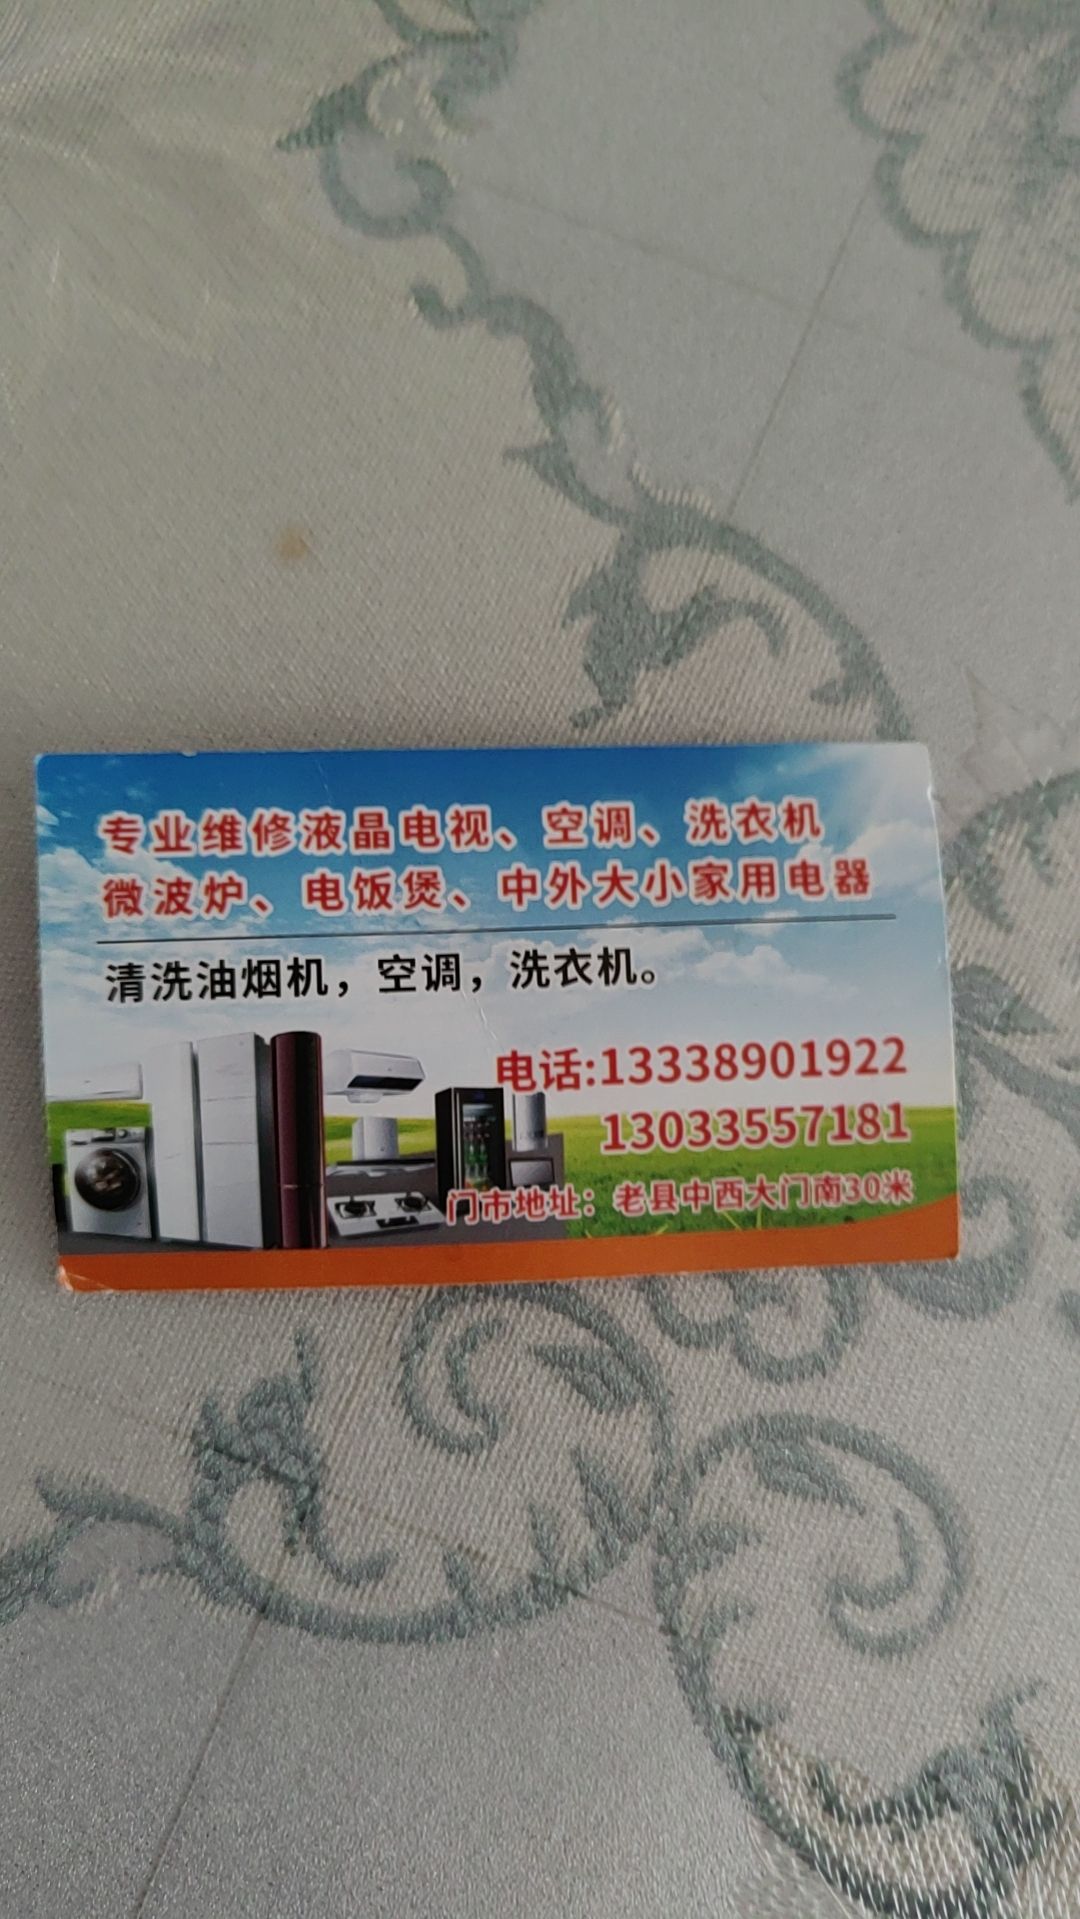 专业维修液晶电视、空调、洗衣机
微波炉、电饭煲、中外大小家用电器
清洗油烟机，空调，洗衣机。
电话:13338901922
13033557181
门市地址：老县中西大门南30米